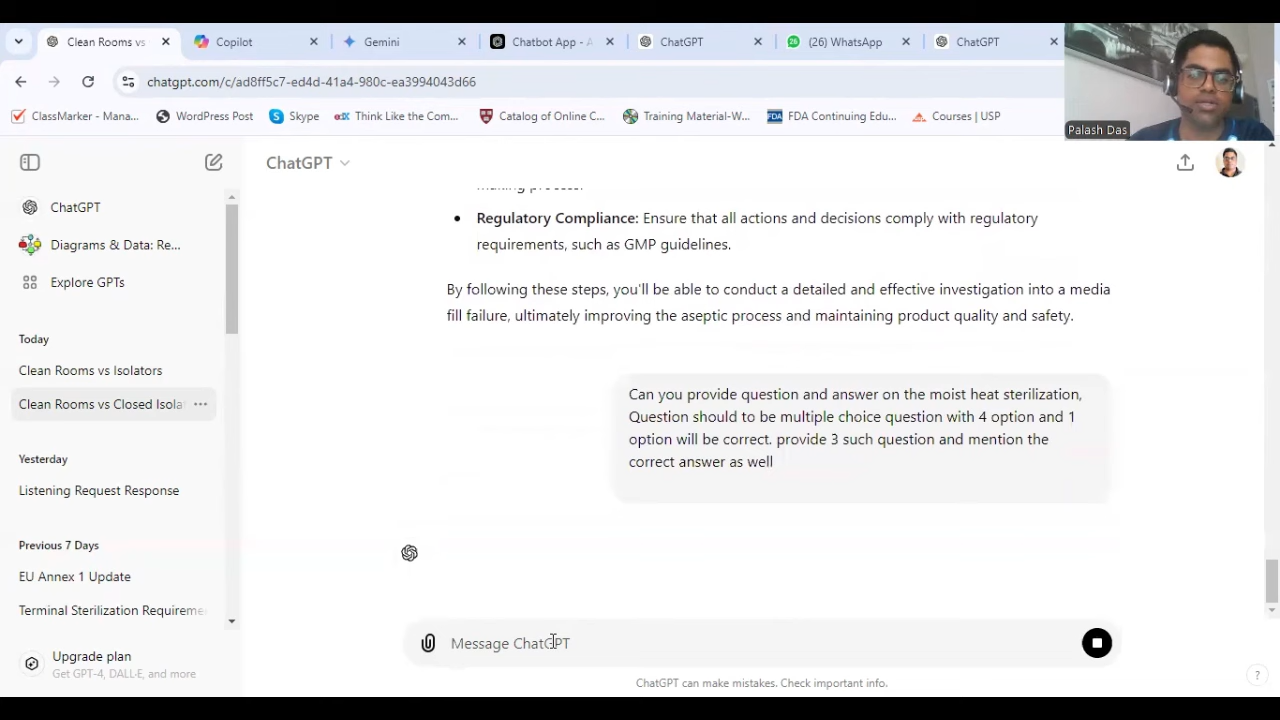 Clean Rooms vs
Copilot
Gemini
Chatbot App - A
ChatGPT
(26) WhatsApp
ChatGPT
chatgpt.com/c/ad8ff5c7-ed4d-41a4-980c-ea3994043d66
ClassMarker - Mana...
WordPress Post
Skype
Think Like the Com...
Catalog of Online C...
Training Material-W...
FDA Continuing Edu...
Courses | USP
Palash Das
ChatGPT
ChatGPT
Diagrams & Data: Re...
Explore GPTs
Today
Clean Rooms vs Isolators
Clean Rooms vs Closed Isola
Yesterday
Listening Request Response
Previous 7 Days
EU Annex 1 Update
Terminal Sterilization Requireme
Upgrade plan
Get GPT-4, DALL·E, and more
making process.
• Regulatory Compliance: Ensure that all actions and decisions comply with regulatory
requirements, such as GMP guidelines.
By following these steps, you'll be able to conduct a detailed and effective investigation into a media
fill failure, ultimately improving the aseptic process and maintaining product quality and safety.
Can you provide question and answer on the moist heat sterilization,
Question should to be multiple choice question with 4 option and 1
option will be correct. provide 3 such question and mention the
correct answer as well
Message ChatGPT
ChatGPT can make mistakes. Check important info.
?